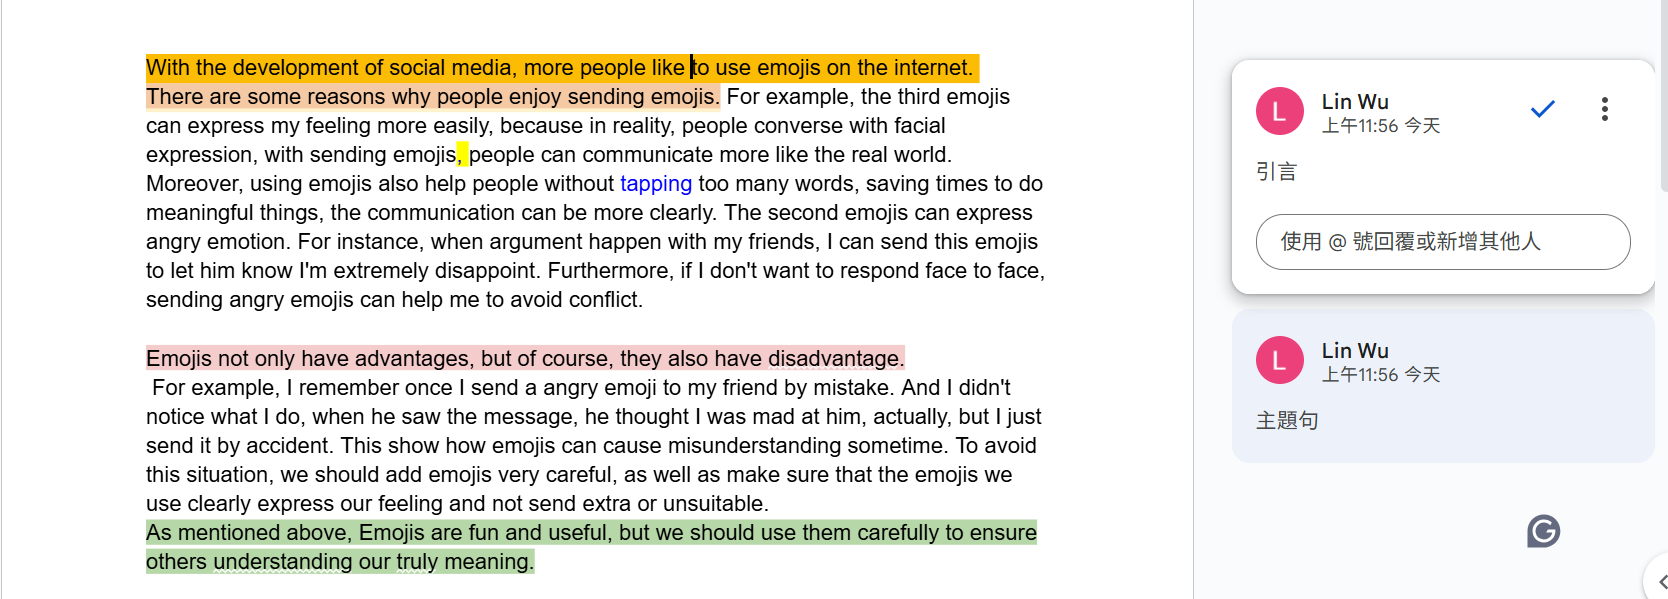 With the development of social media, more people like to use emojis on the internet.
There are some reasons why people enjoy sending emojis. For example, the third emojis
can express my feeling more easily, because in reality, people converse with facial
expression, with sending emojis, people can communicate more like the real world.
Moreover, using emojis also help people without tapping too many words, saving times to do
meaningful things, the communication can be more clearly. The second emojis can express
angry emotion. For instance, when argument happen with my friends, I can send this emojis
to let him know I'm extremely disappoint. Furthermore, if I don't want to respond face to face,
sending angry emojis can help me to avoid conflict.
Emojis not only have advantages, but of course, they also have disadvantage.
For example, I remember once I send a angry emoji to my friend by mistake. And I didn't
notice what I do, when he saw the message, he thought I was mad at him, actually, but I just
send it by accident. This show how emojis can cause misunderstanding sometime. To avoid
this situation, we should add emojis very careful, as well as make sure that the emojis we
use clearly express our feeling and not send extra or unsuitable.
As mentioned above, Emojis are fun and useful, but we should use them carefully to ensure
others understanding our truly meaning.
L
Lin Wu
上午11:56 今天
引言
使用 @ 號回覆或新增其他人
L
Lin Wu
上午11:56 今天
主題句